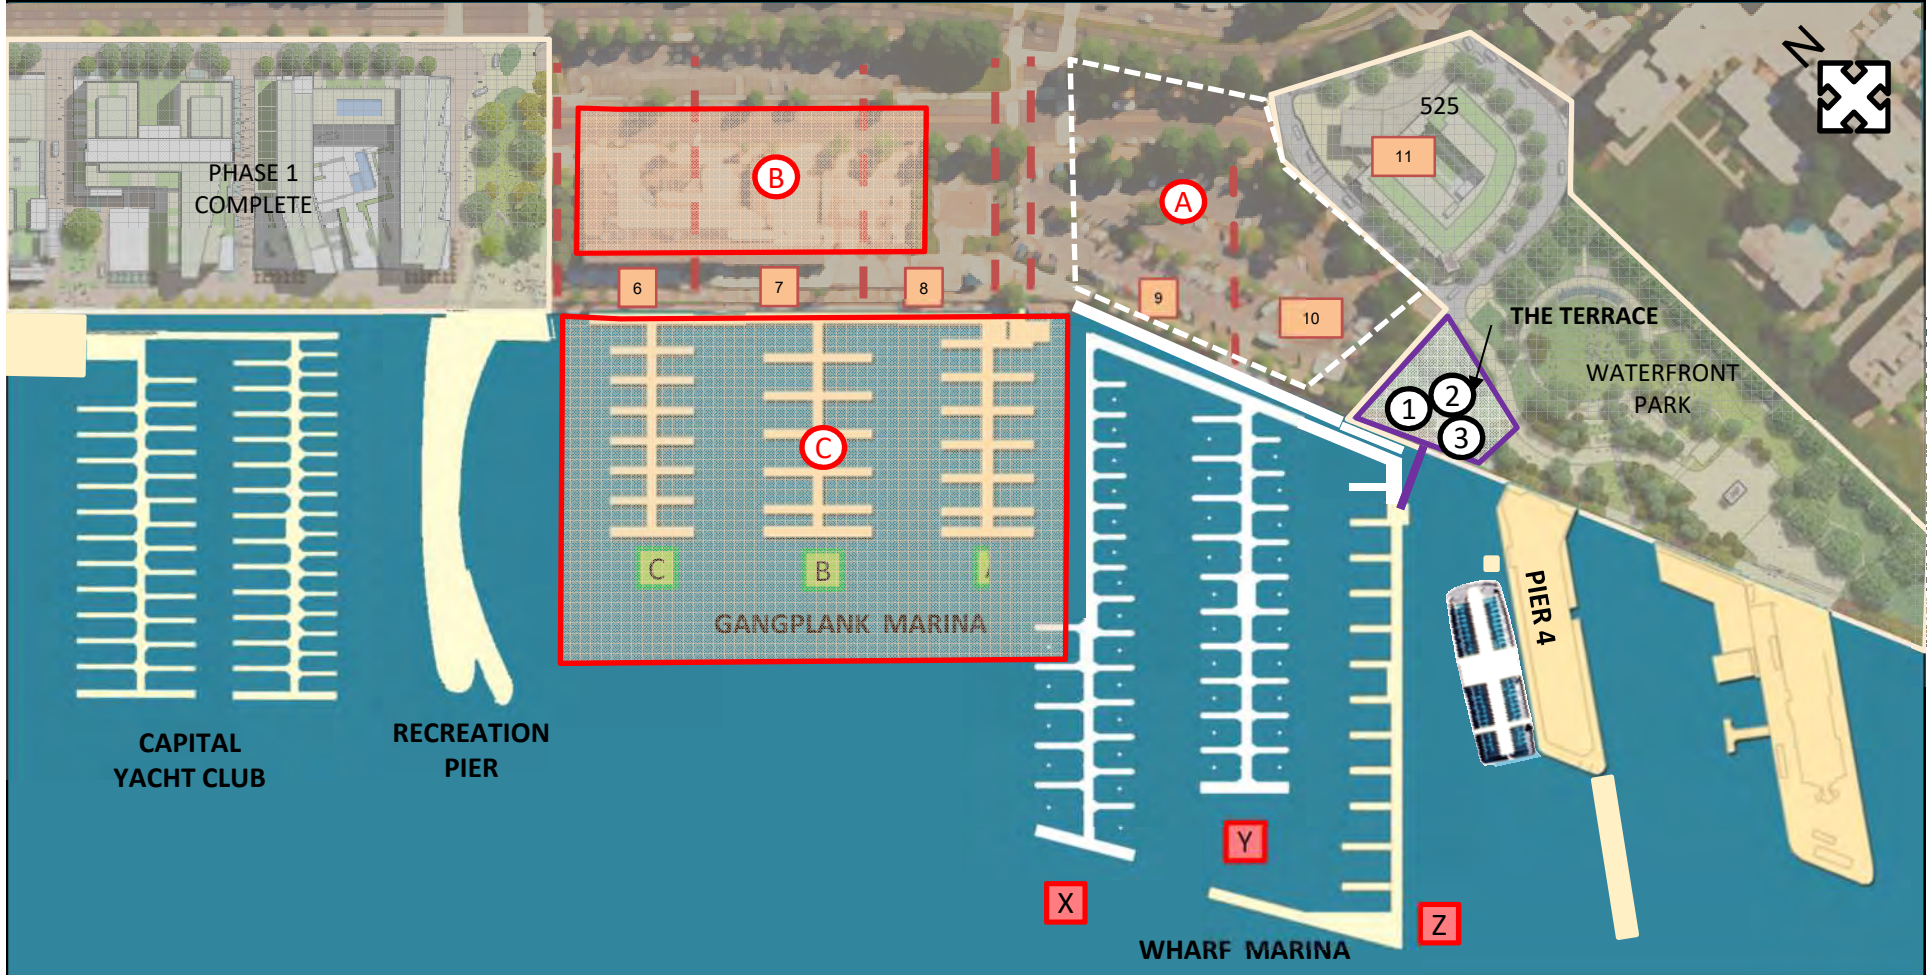 N
525
11
PHASE 1
COMPLETE
B
A
6
7
8
9
10
THE TERRACE
WATERFRONT
PARK
1
2
3
C
C
B
GANGPLANK MARINA
PIER 4
CAPITAL
YACHT CLUB
RECREATION
PIER
X
Y
Z
WHARF MARINA